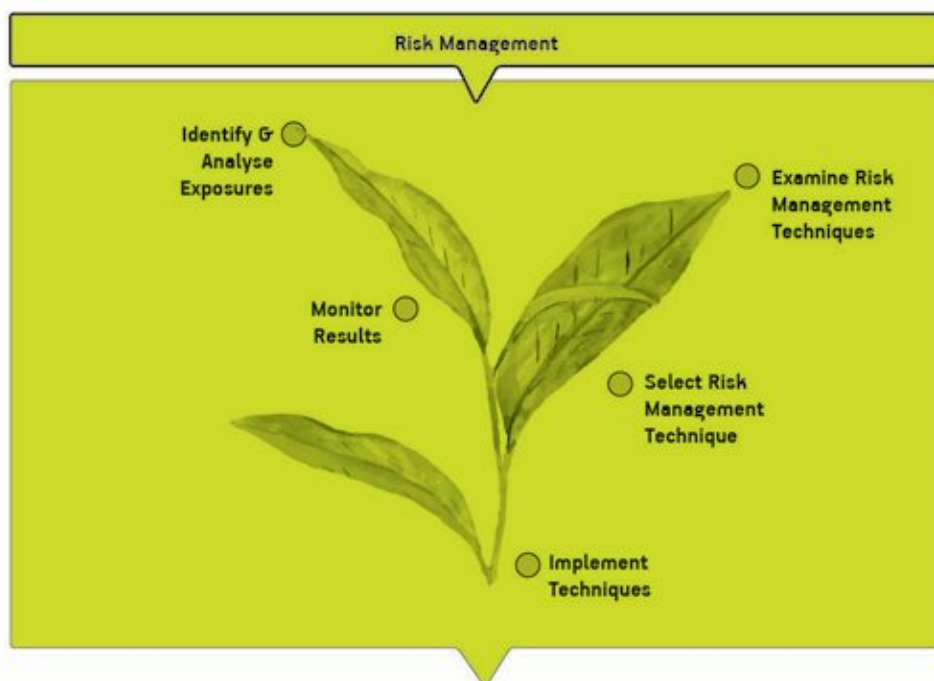 Risk Management
Identify &
Analyse
Exposures
Examine Risk
Management
Techniques
Monitor
Results
Select Risk
Management
Technique
Implement
Techniques